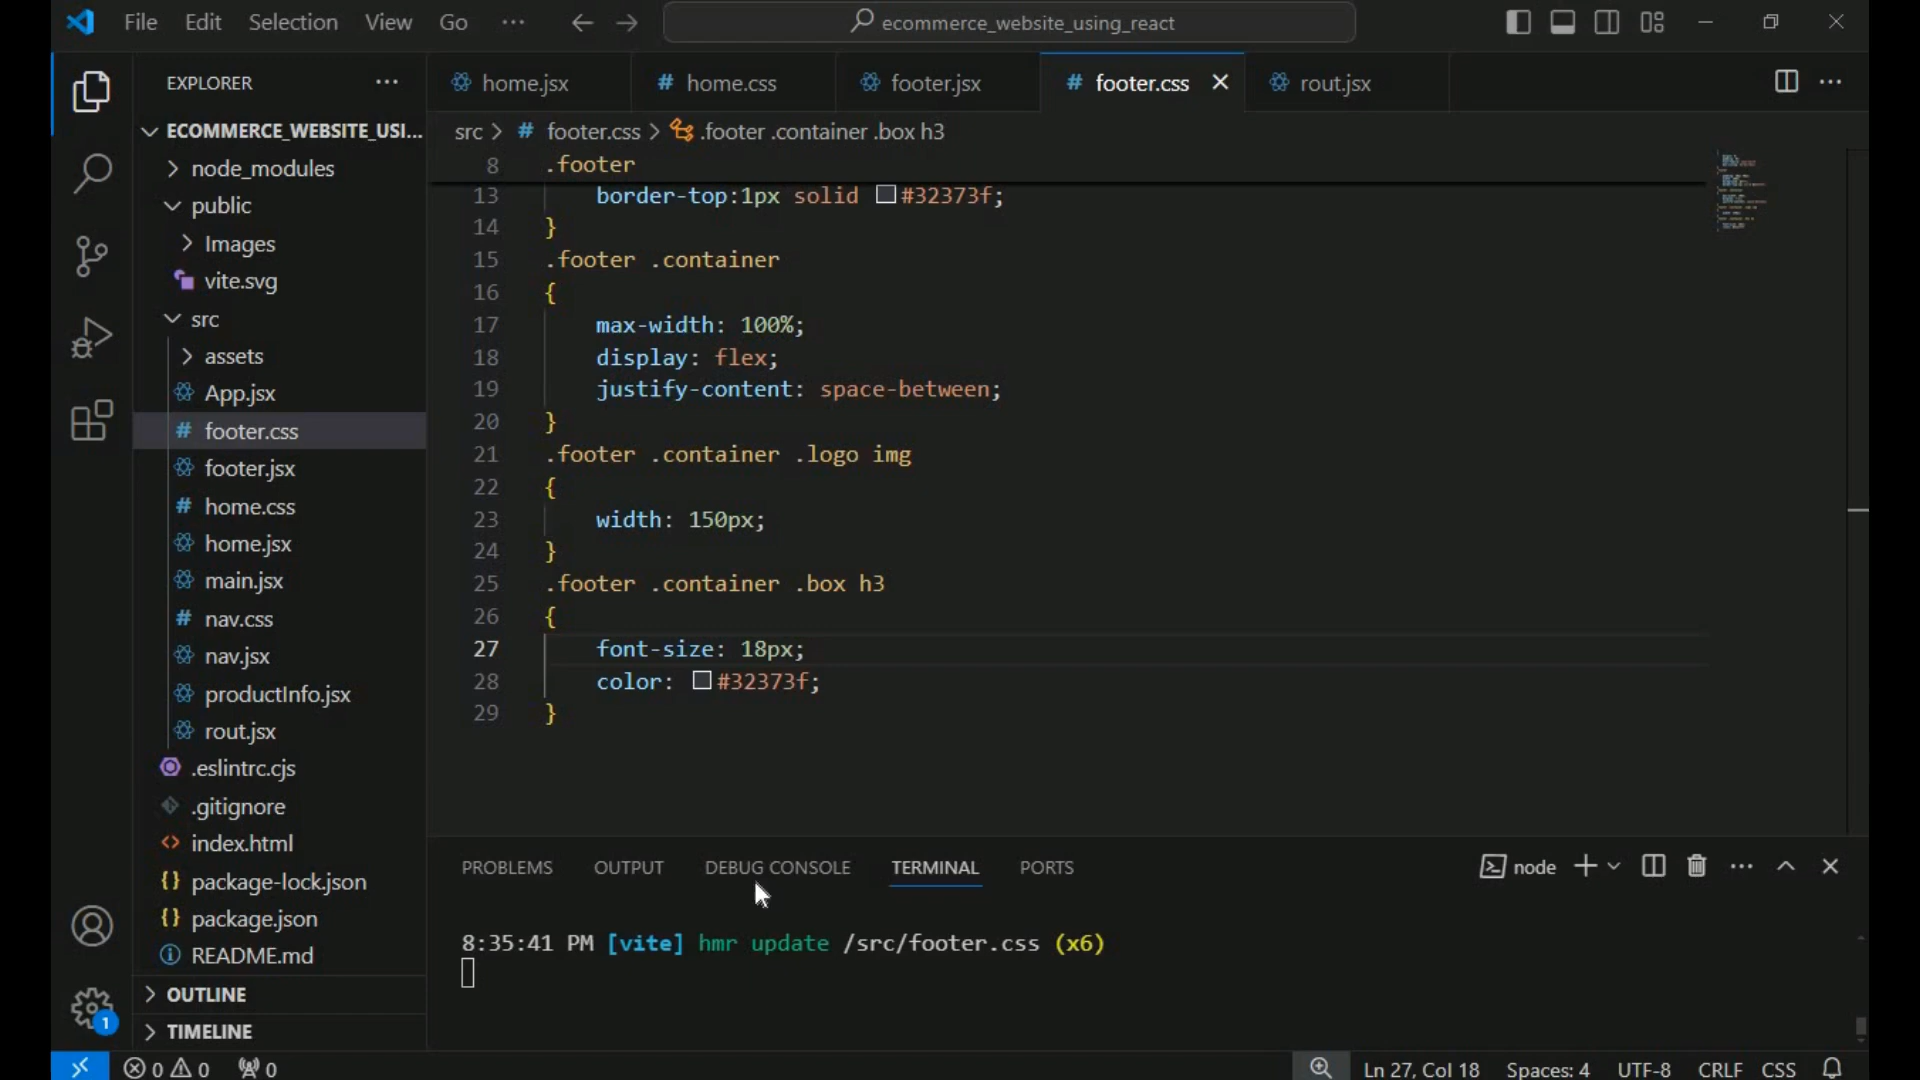 File Edit Selection View Go ··· ecommerce_website_using_react
EXPLORER ···
ECOMMERCE_WEBSITE_USI...
node_modules
public
Images
vite.svg
src
assets
App.jsx
footer.css
footer.jsx
home.css
home.jsx
main.jsx
nav.css
nav.jsx
productInfo.jsx
rout.jsx
.eslintrc.cjs
.gitignore
index.html
package-lock.json
package.json
README.md
OUTLINE
TIMELINE
1
home.jsx # home.css footer.jsx # footer.css rout.jsx ···
src > # footer.css > .footer .container .box h3
8 .footer
13 border-top:1px solid #32373f;
14 }
15 .footer .container
16 {
17 max-width: 100%;
18 display: flex;
19 justify-content: space-between;
20 }
21 .footer .container .logo img
22 {
23 width: 150px;
24 }
25 .footer .container .box h3
26 {
27 font-size: 18px;
28 color: #32373f;
29 }
PROBLEMS OUTPUT DEBUG CONSOLE TERMINAL PORTS node ···
8:35:41 PM [vite] hmr update /src/footer.css (x6)
0 0 0 Ln 27, Col 18 Spaces: 4 UTF-8 CRLF CSS